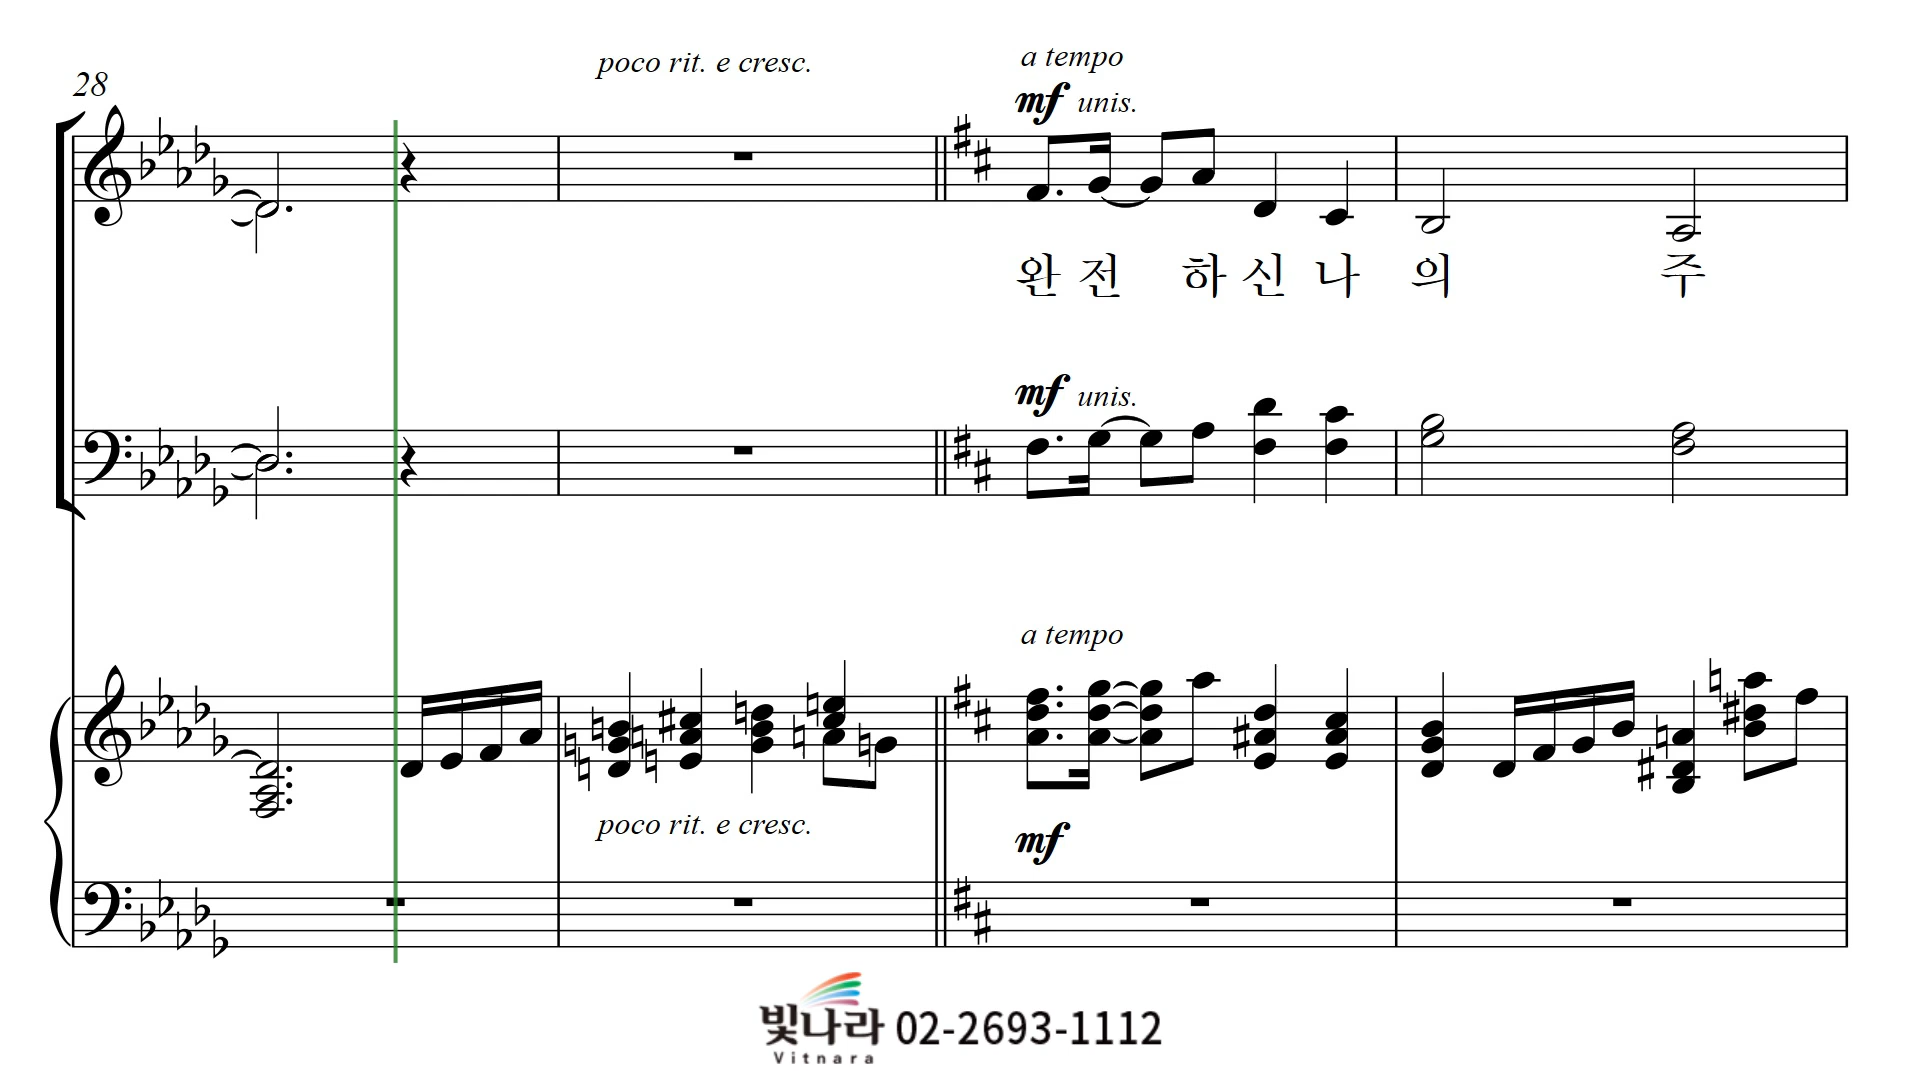 28
poco rit. e cresc.
a tempo
mf unis.
완 전 하 신 나 의 주
mf unis.
a tempo
poco rit. e cresc.
mf
빛나라 02-2693-1112
Vitnara